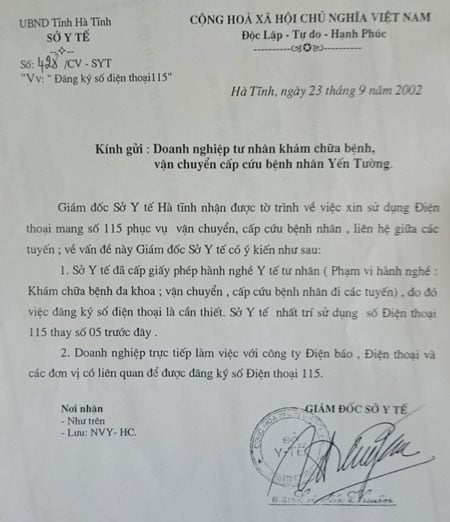 UBND Tỉnh Hà Tĩnh
SỞ Y TẾ
Số: 428 /CV - SYT
"Vv: " Đăng ký số điện thoại115"
CỘNG HOÀ XÃ HỘI CHỦ NGHĨA VIỆT NAM
Độc Lập - Tự do - Hạnh Phúc
Hà Tĩnh, ngày 23 tháng 9 năm 2002
Kính gửi : Doanh nghiệp tư nhân khám chữa bệnh,
vận chuyển cấp cứu bệnh nhân Yến Tường.
Giám đốc Sở Y tế Hà tĩnh nhận được tờ trình về việc xin sử dụng Điện
thoại mang số 115 phục vụ vận chuyển, cấp cứu bệnh nhân , liên hệ giữa các
tuyến ; về vấn đề này Giám đốc Sở Y tế có ý kiến như sau:
1. Sở Y tế đã cấp giấy phép hành nghề Y tế tư nhân ( Phạm vi hành nghề :
Khám chữa bệnh đa khoa ; vận chuyển , cấp cứu bệnh nhân đi các tuyến) , do đó
việc đăng ký số điện thoại là cần thiết. Sở Y tế nhất trí sử dụng số Điện thoại
115 thay số 05 trước đây .
2. Doanh nghiệp trực tiếp làm việc với công ty Điện báo , Điện thoại và
các đơn vị có liên quan để được đăng ký số Điện thoại 115.
Nơi nhận
- Như trên
- Lưu: NVY- HC.
GIÁM ĐỐC SỞ Y TẾ
SỞ
Y-TẾ